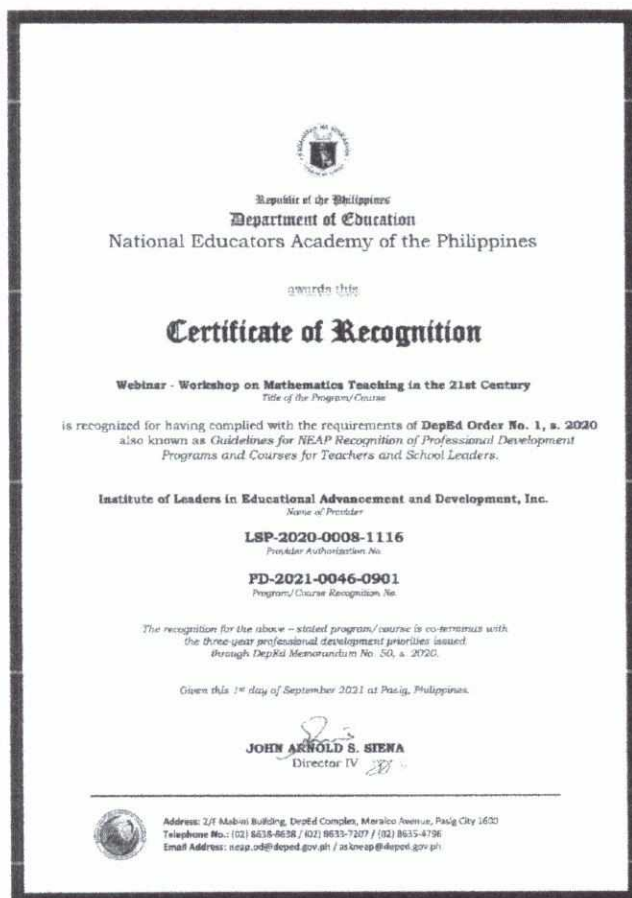 Republic of the Philippines
Department of Education
National Educators Academy of the Philippines
awards this
Certificate of Recognition
Webinar - Workshop on Mathematics Teaching in the 21st Century
Title of the Program/Course
is recognized for having complied with the requirements of DepEd Order No. 1, s. 2020
also known as Guidelines for NEAP Recognition of Professional Development
Programs and Courses for Teachers and School Leaders.
Institute of Leaders in Educational Advancement and Development, Inc.
Name of Provider
LSP-2020-0008-1116
Provider Authorization No.
PD-2021-0046-0901
Program/Course Recognition No.
The recognition for the above – stated program/course is co-terminus with
the three-year professional development priorities issued
through DepEd Memorandum No. 50, s. 2020.
Given this 1st day of September 2021 at Pasig, Philippines.
JOHN ARNOLD S. SIENA
Director IV
Address: 2/F Mabini Building, DepEd Complex, Meralco Avenue, Pasig City 1600
Telephone No.: (02) 8638-8638 / (02) 8633-7207 / (02) 8635-4796
Email Address: neap.od@deped.gov.ph / askneap@deped.gov.ph